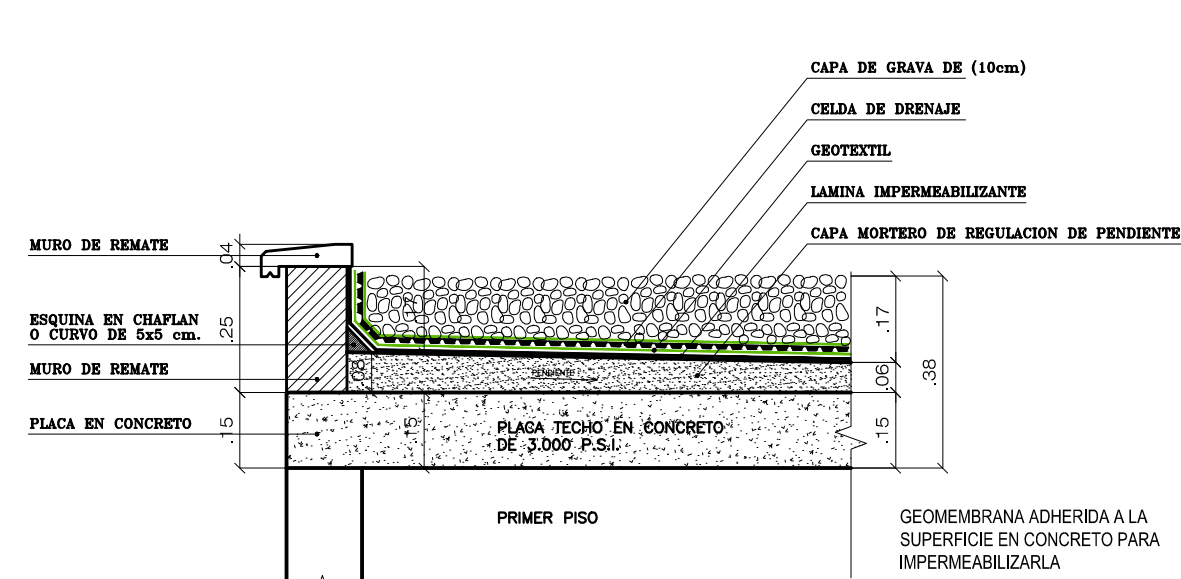 CAPA DE GRAVA DE (10cm)
CELDA DE DRENAJE
GEOTEXTIL
LAMINA IMPERMEABILIZANTE
CAPA MORTERO DE REGULACION DE PENDIENTE
MURO DE REMATE
.04
ESQUINA EN CHAFLAN
O CURVO DE 5x5 cm.
.25
.17
.17
MURO DE REMATE
.08
PENDIENTE
.06
.38
PLACA EN CONCRETO
.15
.15
PLACA TECHO EN CONCRETO
DE 3.000 P.S.I.
.15
PRIMER PISO
GEOMEMBRANA ADHERIDA A LA
SUPERFICIE EN CONCRETO PARA
IMPERMEABILIZARLA